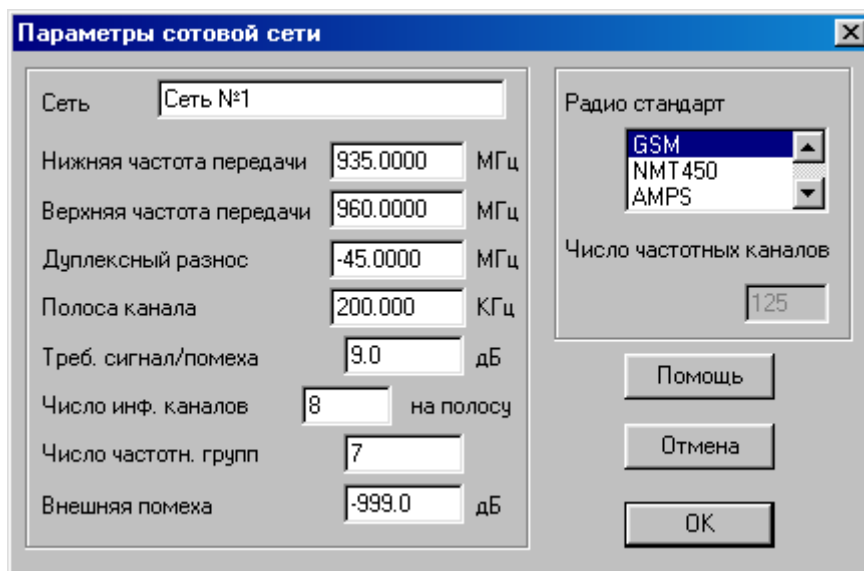 Параметры сотовой сети
Сеть Сеть №1
Нижняя частота передачи 935.0000 МГц
Верхняя частота передачи 960.0000 МГц
Дуплексный разнос -45.0000 МГц
Полоса канала 200.000 КГц
Треб. сигнал/помеха 9.0 дБ
Число инф. каналов 8 на полосу
Число частотн. групп 7
Внешняя помеха -999.0 дБ
Радио стандарт
GSM
NMT450
AMPS
Число частотных каналов
125
Помощь
Отмена
OK